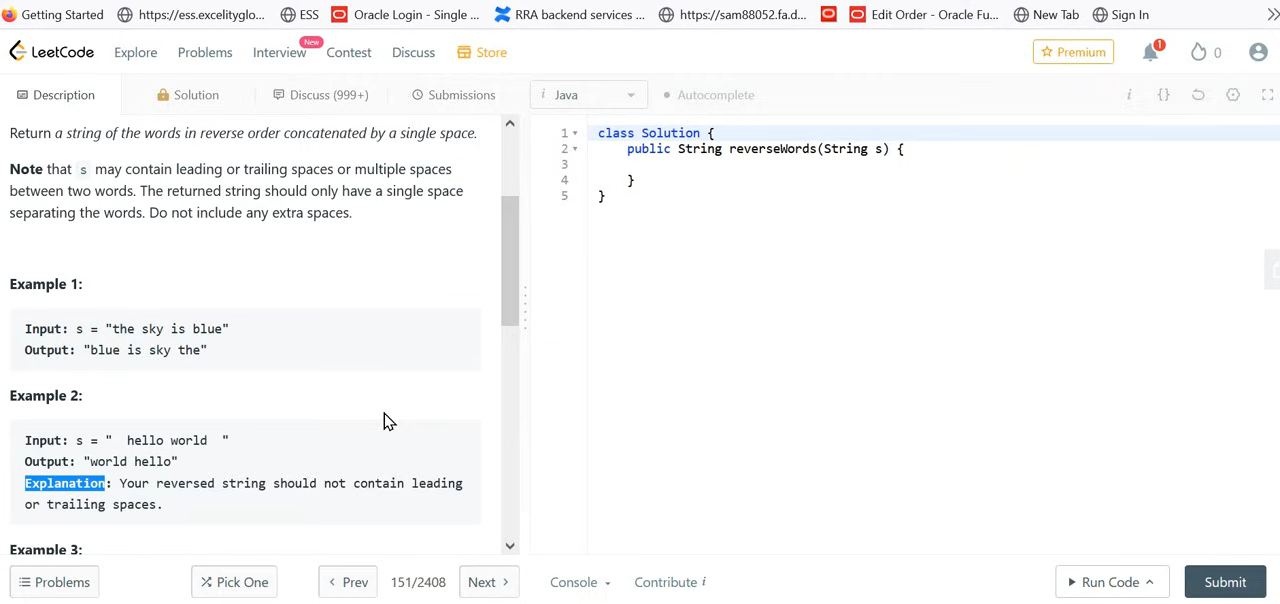 Getting Started https://ess.excelityglo... ESS Oracle Login - Single ... RRA backend services ... https://sam88052.fa.d... Edit Order - Oracle Fu... New Tab Sign In
LeetCode Explore Problems Interview New Contest Discuss Store Premium 1 0
Description Solution Discuss (999+) Submissions i Java Autocomplete i {}
Return a string of the words in reverse order concatenated by a single space.
Note that s may contain leading or trailing spaces or multiple spaces
between two words. The returned string should only have a single space
separating the words. Do not include any extra spaces.
Example 1:
Input: s = "the sky is blue"
Output: "blue is sky the"
Example 2:
Input: s = "  hello world  "
Output: "world hello"
Explanation: Your reversed string should not contain leading
or trailing spaces.
Example 3:
1 class Solution {
2     public String reverseWords(String s) {
3
4     }
5 }
Problems Pick One Prev 151/2408 Next Console Contribute i Run Code Submit